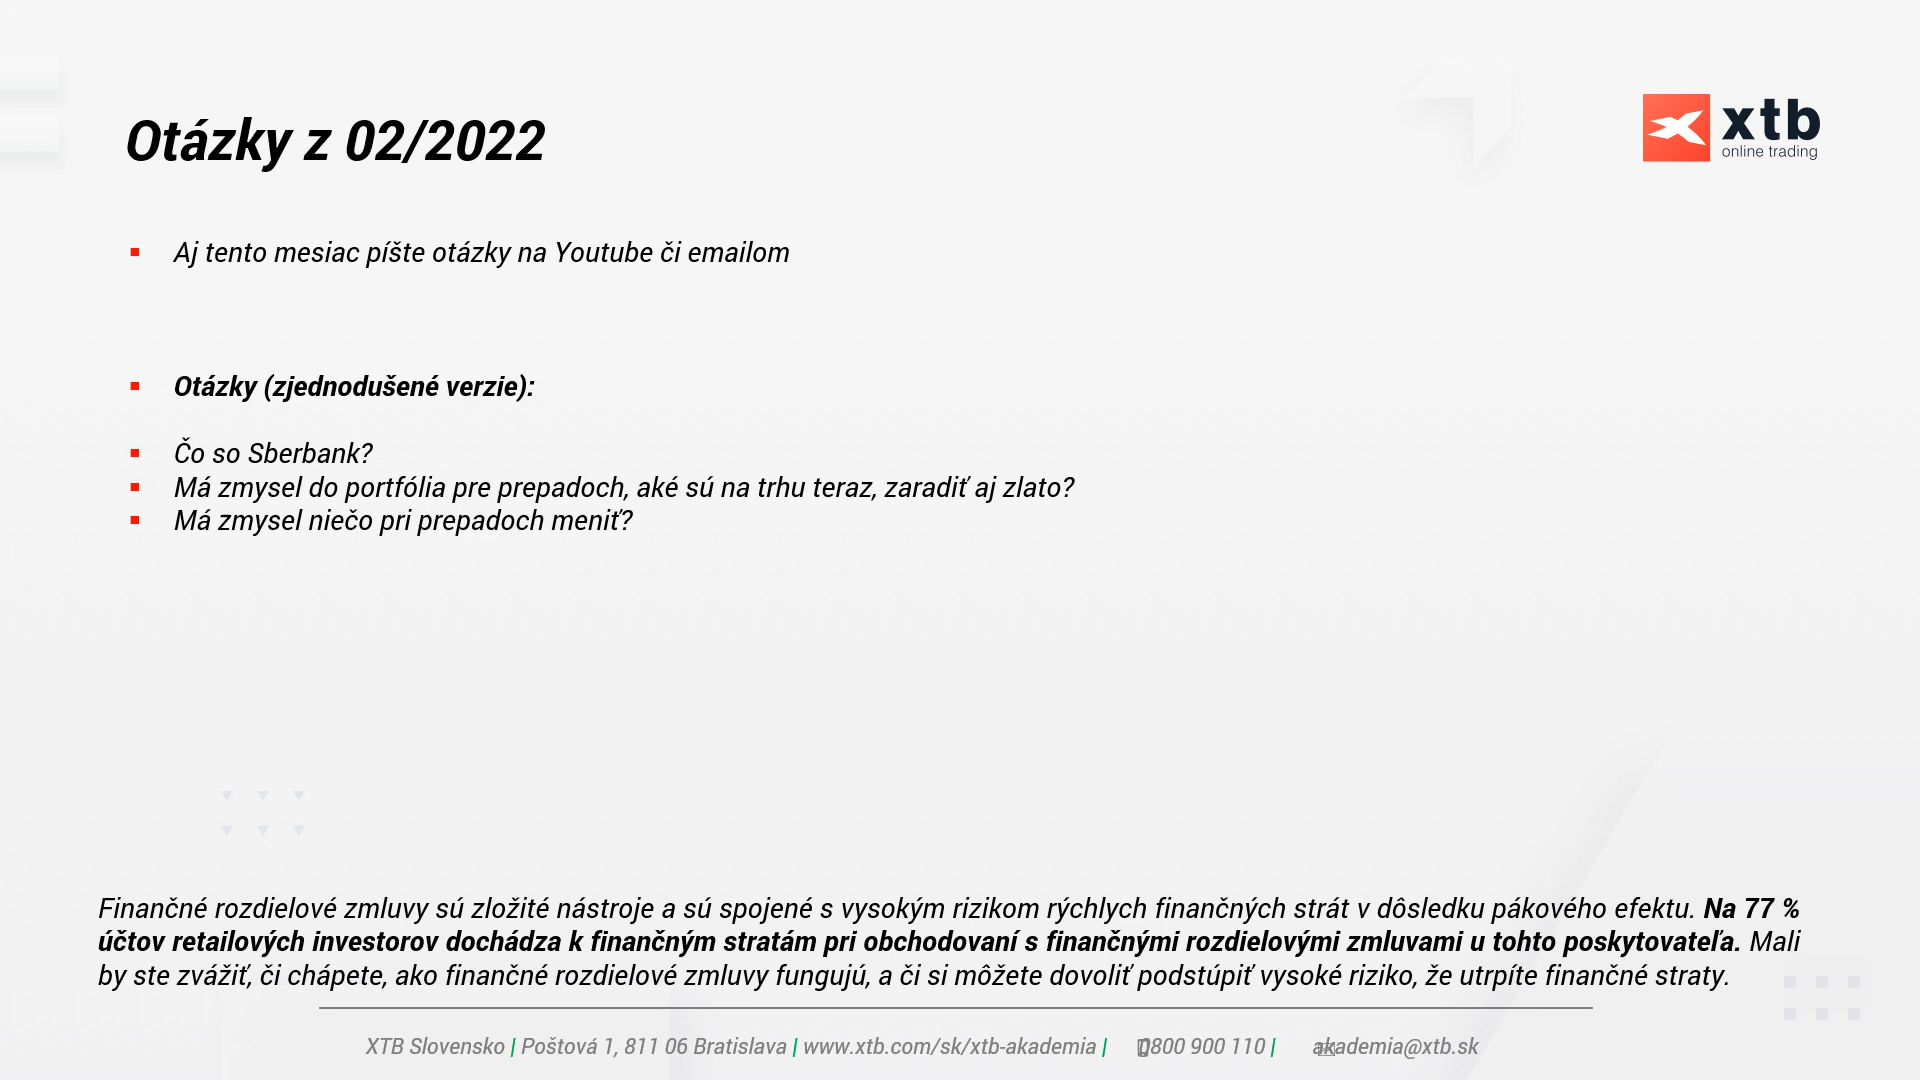 Otázky z 02/2022
xtb
online trading
Aj tento mesiac píšte otázky na Youtube či emailom
Otázky (zjednodušené verzie):
Čo so Sberbank?
Má zmysel do portfólia pre prepadoch, aké sú na trhu teraz, zaradiť aj zlato?
Má zmysel niečo pri prepadoch meniť?
Finančné rozdielové zmluvy sú zložité nástroje a sú spojené s vysokým rizikom rýchlych finančných strát v dôsledku pákového efektu. Na 77 %
účtov retailových investorov dochádza k finančným stratám pri obchodovaní s finančnými rozdielovými zmluvami u tohto poskytovateľa. Mali
by ste zvážiť, či chápete, ako finančné rozdielové zmluvy fungujú, a či si môžete dovoliť podstúpiť vysoké riziko, že utrpíte finančné straty.
XTB Slovensko | Poštová 1, 811 06 Bratislava | www.xtb.com/sk/xtb-akademia | 0800 900 110 | akademia@xtb.sk